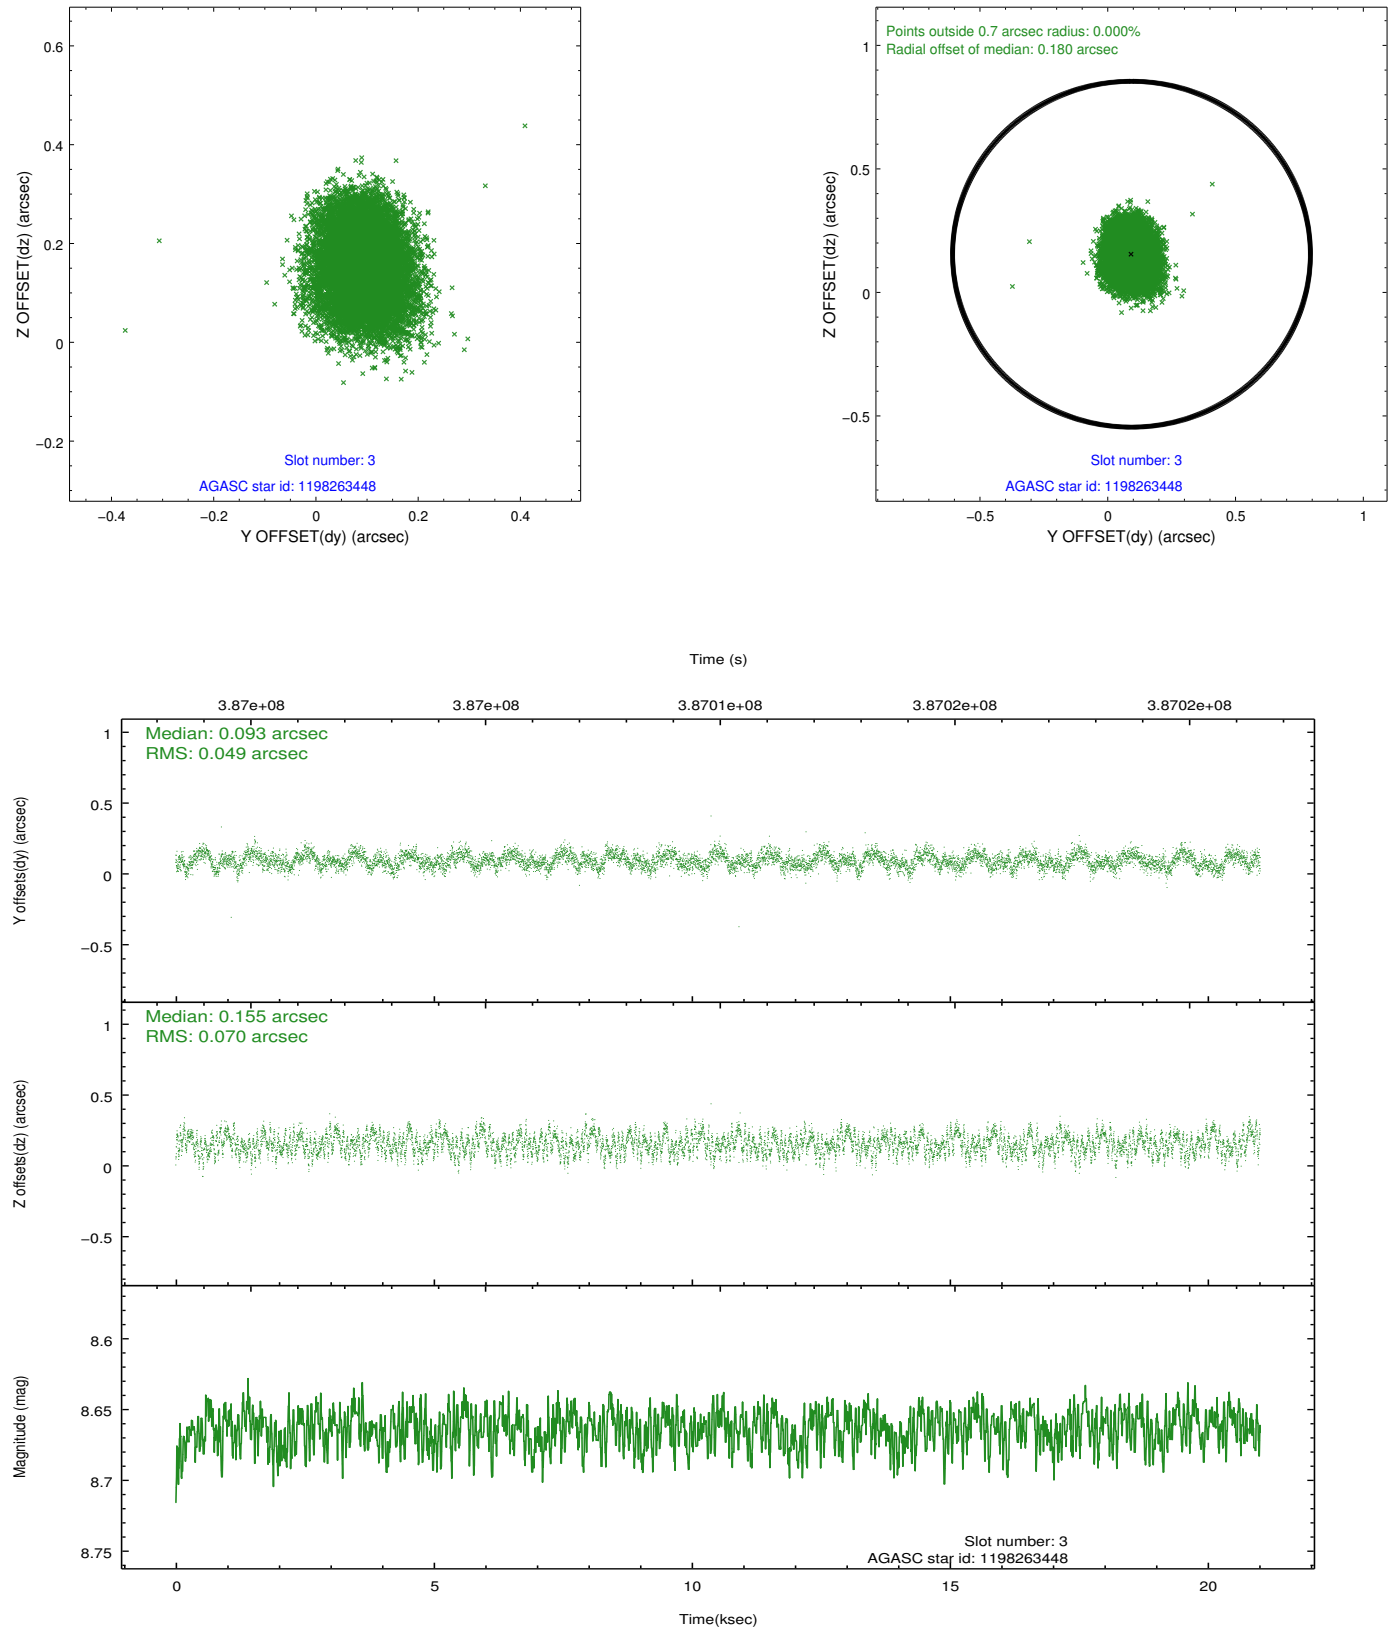 0.6
0.4
0.2
0
−0.2
Z OFFSET(dz) (arcsec)
Slot number: 3
AGASC star id: 1198263448
−0.4
−0.2
0
0.2
0.4
Y OFFSET(dy) (arcsec)
Points outside 0.7 arcsec radius: 0.000%
Radial offset of median: 0.180 arcsec
1
0.5
0
−0.5
Z OFFSET(dz) (arcsec)
Slot number: 3
AGASC star id: 1198263448
−0.5
0
0.5
1
Y OFFSET(dy) (arcsec)
Time (s)
3.87e+08
3.87e+08
3.8701e+08
3.8702e+08
3.8702e+08
Median: 0.093 arcsec
RMS: 0.049 arcsec
1
0.5
0
−0.5
Y offsets(dy) (arcsec)
Median: 0.155 arcsec
RMS: 0.070 arcsec
1
0.5
0
−0.5
Z offsets(dz) (arcsec)
8.6
8.65
8.7
8.75
Magnitude (mag)
Slot number: 3
AGASC star id: 1198263448
0
5
10
15
20
Time(ksec)